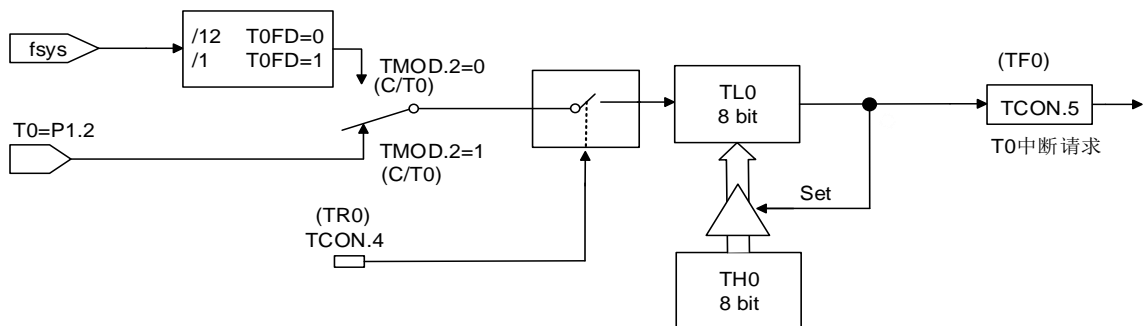 fsys
/12 T0FD=0
/1 T0FD=1
TMOD.2=0
(C/T0)
T0=P1.2
TMOD.2=1
(C/T0)
(TR0)
TCON.4
TL0
8 bit
Set
TH0
8 bit
(TF0)
TCON.5
T0中断请求